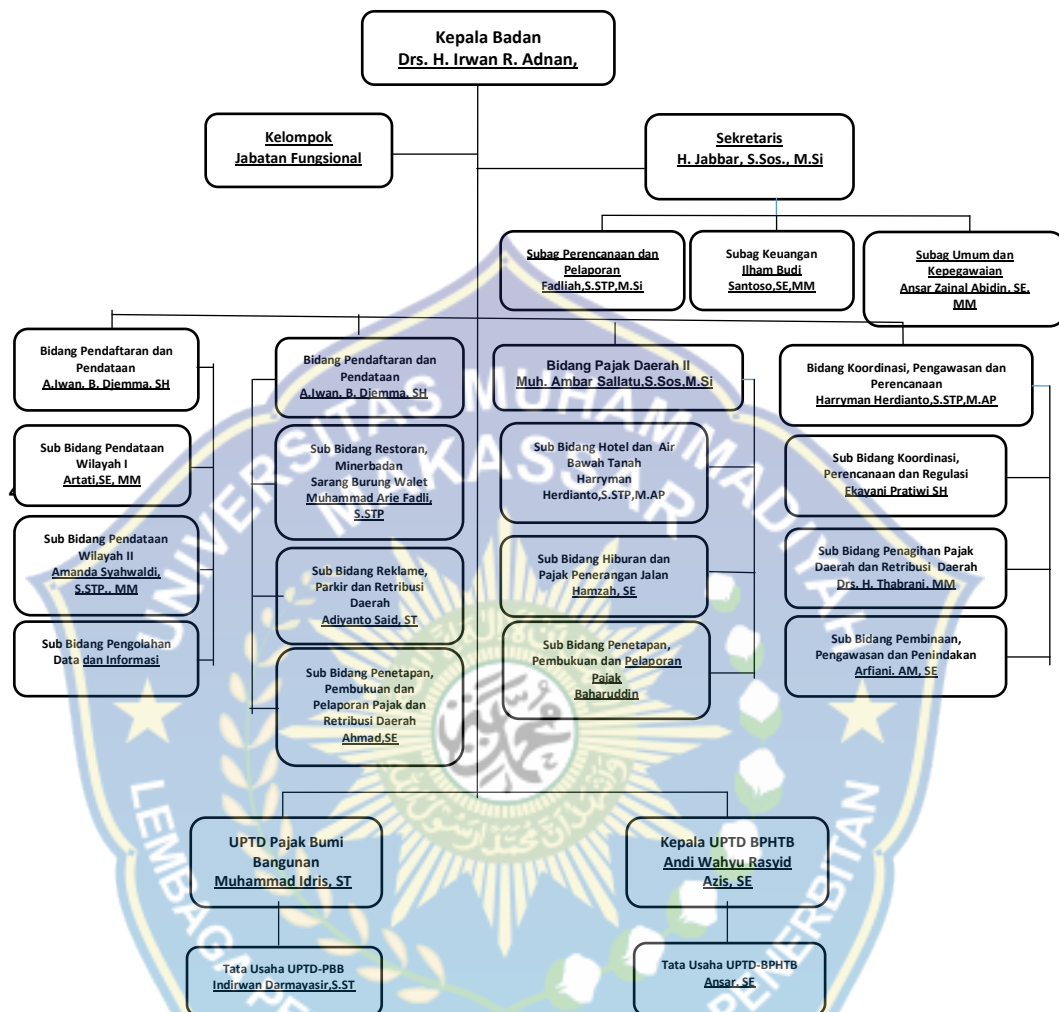 Kepala Badan
Drs. H. Irwan R. Adnan,
Kelompok
Jabatan Fungsional
Sekretaris
H. Jabbar, S.Sos., M.Si
Subag Perencanaan dan
Pelaporan
Fadliah,S.STP,M.Si
Subag Keuangan
Ilham Budi
Santoso,SE,MM
Subag Umum dan
Kepegawaian
Ansar Zainal Abidin, SE,
MM
Bidang Pendaftaran dan
Pendataan
A.Iwan. B. Djemma, SH
Sub Bidang Pendataan
Wilayah I
Artati,SE, MM
Sub Bidang Pendataan
Wilayah II
Amanda Syahwaldi,
S.STP., MM
Sub Bidang Pengolahan
Data dan Informasi
Bidang Pendaftaran dan
Pendataan
A.Iwan. B. Djemma, SH
Sub Bidang Restoran,
Minerbadan
Sarang Burung Walet
Muhammad Arie Fadli,
S.STP
Sub Bidang Reklame,
Parkir dan Retribusi
Daerah
Adiyanto Said, ST
Sub Bidang Penetapan,
Pembukuan dan
Pelaporan Pajak dan
Retribusi Daerah
Ahmad,SE
Bidang Pajak Daerah II
Muh. Ambar Sallatu,S.Sos,M.Si
Sub Bidang Hotel dan Air
Bawah Tanah
Harryman
Herdianto,S.STP,M.AP
Sub Bidang Hiburan dan
Pajak Penerangan Jalan
Hamzah, SE
Sub Bidang Penetapan,
Pembukuan dan Pelaporan
Pajak
Baharuddin
Bidang Koordinasi, Pengawasan dan
Perencanaan
Harryman Herdianto,S.STP,M.AP
Sub Bidang Koordinasi,
Perencanaan dan Regulasi
Ekayani Pratiwi SH
Sub Bidang Penagihan Pajak
Daerah dan Retribusi Daerah
Drs. H. Thabrani, MM
Sub Bidang Pembinaan,
Pengawasan dan Penindakan
Arfiani. AM, SE
UPTD Pajak Bumi
Bangunan
Muhammad Idris, ST
Kepala UPTD BPHTB
Andi Wahyu Rasyid
Azis, SE
Tata Usaha UPTD-PBB
Indirwan Darmayasir,S.ST
Tata Usaha UPTD-BPHTB
Ansar, SE
UNIVERSITAS MUHAMMADIYAH
MAKASSAR
LEMBAGA
PENERBITAN